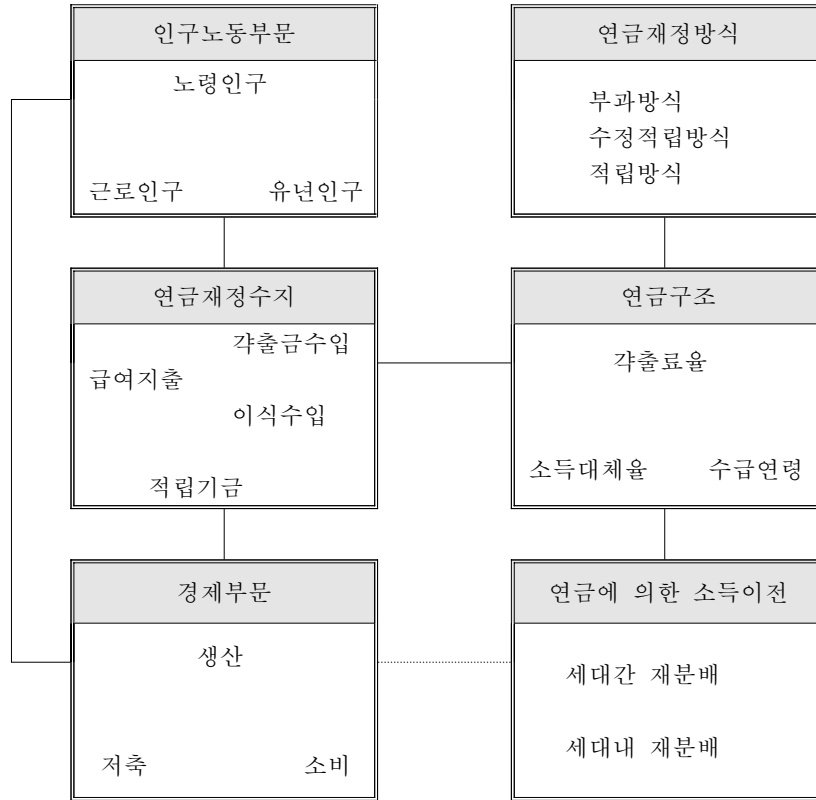 인구노동부문
노령인구
근로인구 유년인구
연금재정방식
부과방식
수정적립방식
적립방식
연금재정수지
갹출금수입
급여지출
이식수입
적립기금
연금구조
갹출료율
소득대체율 수급연령
경제부문
생산
저축 소비
연금에 의한 소득이전
세대간 재분배
세대내 재분배